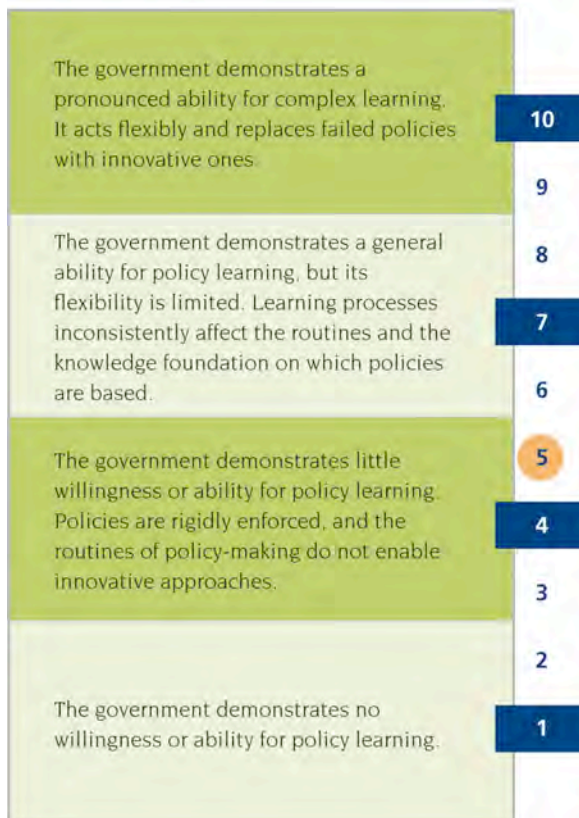 The government demonstrates a
pronounced ability for complex learning.
It acts flexibly and replaces failed policies
with innovative ones.
10
9
The government demonstrates a general
ability for policy learning, but its
flexibility is limited. Learning processes
inconsistently affect the routines and the
knowledge foundation on which policies
are based.
8
7
6
The government demonstrates little
willingness or ability for policy learning.
Policies are rigidly enforced, and the
routines of policy-making do not enable
innovative approaches.
5
4
3
The government demonstrates no
willingness or ability for policy learning.
2
1